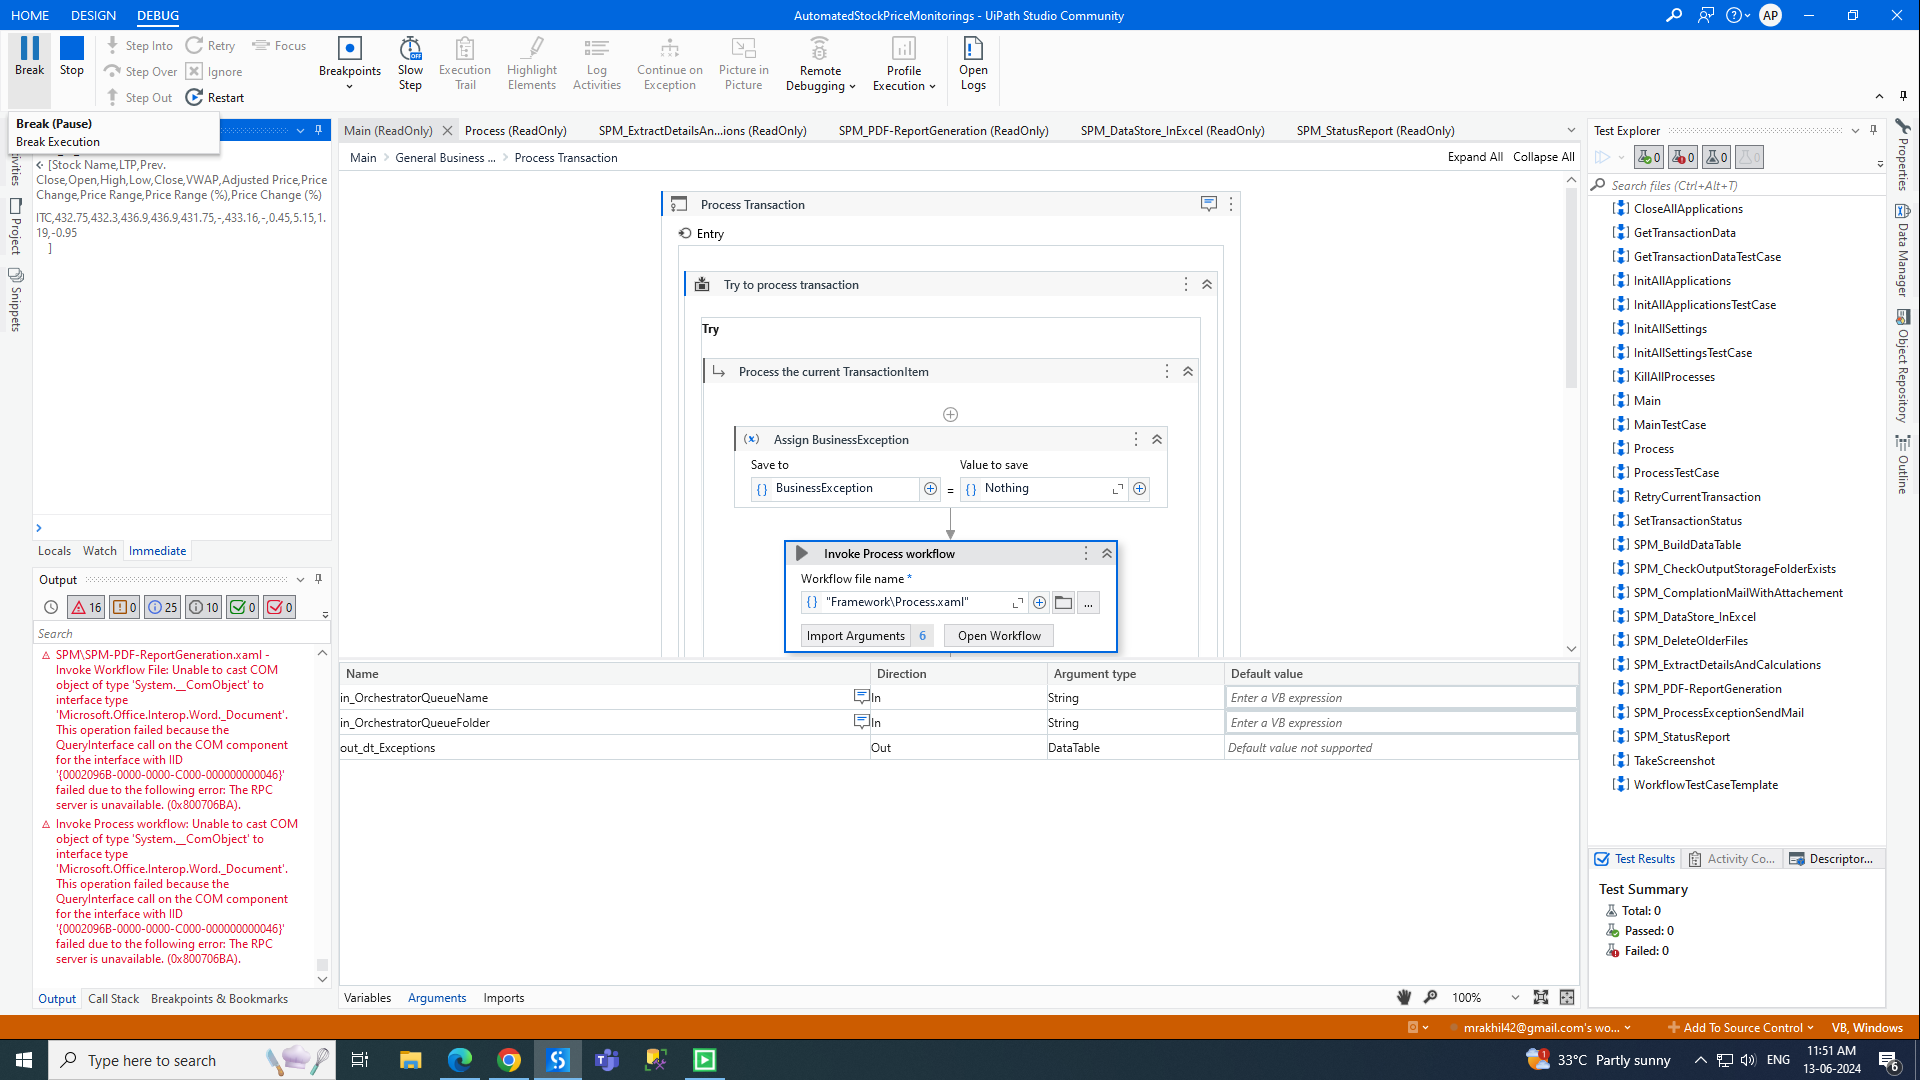 HOME DESIGN DEBUG
AutomatedStockPriceMonitorings - UiPath Studio Community
AP
Break
Stop
Step Into
Step Over
Step Out
Retry
Ignore
Restart
Focus
Breakpoints
Slow Step
Execution Trail
Highlight Elements
Log Activities
Continue on Exception
Picture in Picture
Remote Debugging
Profile Execution
Open Logs
Break (Pause)
Break Execution
[Stock Name,LTP,Prev.
Close,Open,High,Low,Close,VWAP,Adjusted Price,Price
Change,Price Range,Price Range (%),Price Change (%)
ITC,432.75,432.3,436.9,436.9,431.75,-,433.16,-,0.45,5.15,1.
19,-0.95
]
Project
Snippets
Locals Watch Immediate
Output
16 0 25 10 0 0
Search
SPM\SPM-PDF-ReportGeneration.xaml -
Invoke Workflow File: Unable to cast COM
object of type 'System.__ComObject' to
interface type
'Microsoft.Office.Interop.Word._Document'.
This operation failed because the
QueryInterface call on the COM component
for the interface with IID
'{0002096B-0000-0000-C000-000000000046}'
failed due to the following error: The RPC
server is unavailable. (0x800706BA).
Invoke Process workflow: Unable to cast COM
object of type 'System.__ComObject' to
interface type
'Microsoft.Office.Interop.Word._Document'.
This operation failed because the
QueryInterface call on the COM component
for the interface with IID
'{0002096B-0000-0000-C000-000000000046}'
failed due to the following error: The RPC
server is unavailable. (0x800706BA).
Output Call Stack Breakpoints & Bookmarks
Main (ReadOnly) Process (ReadOnly) SPM_ExtractDetailsAn...ions (ReadOnly) SPM_PDF-ReportGeneration (ReadOnly) SPM_DataStore_InExcel (ReadOnly) SPM_StatusReport (ReadOnly)
Main General Business ... Process Transaction
Expand All Collapse All
Process Transaction
Entry
Try to process transaction
Try
Process the current TransactionItem
Assign BusinessException
Save to Value to save
BusinessException = Nothing
Invoke Process workflow
Workflow file name *
"Framework\Process.xaml" ...
Import Arguments 6 Open Workflow
Name Direction Argument type Default value
in_OrchestratorQueueName In String Enter a VB expression
in_OrchestratorQueueFolder In String Enter a VB expression
out_dt_Exceptions Out DataTable Default value not supported
Variables Arguments Imports
100%
Test Explorer
0 0 0 0
Search files (Ctrl+Alt+T)
CloseAllApplications
GetTransactionData
GetTransactionDataTestCase
InitAllApplications
InitAllApplicationsTestCase
InitAllSettings
InitAllSettingsTestCase
KillAllProcesses
Main
MainTestCase
Process
ProcessTestCase
RetryCurrentTransaction
SetTransactionStatus
SPM_BuildDataTable
SPM_CheckOutputStorageFolderExists
SPM_ComplationMailWithAttachement
SPM_DataStore_InExcel
SPM_DeleteOlderFiles
SPM_ExtractDetailsAndCalculations
SPM_PDF-ReportGeneration
SPM_ProcessExceptionSendMail
SPM_StatusReport
TakeScreenshot
WorkflowTestCaseTemplate
Test Results Activity Co... Descriptor...
Test Summary
Total: 0
Passed: 0
Failed: 0
Properties
Data Manager
Object Repository
Outline
mrakhil42@gmail.com's wo...
Add To Source Control
VB, Windows
Type here to search
33°C Partly sunny
ENG
11:51 AM
13-06-2024
6